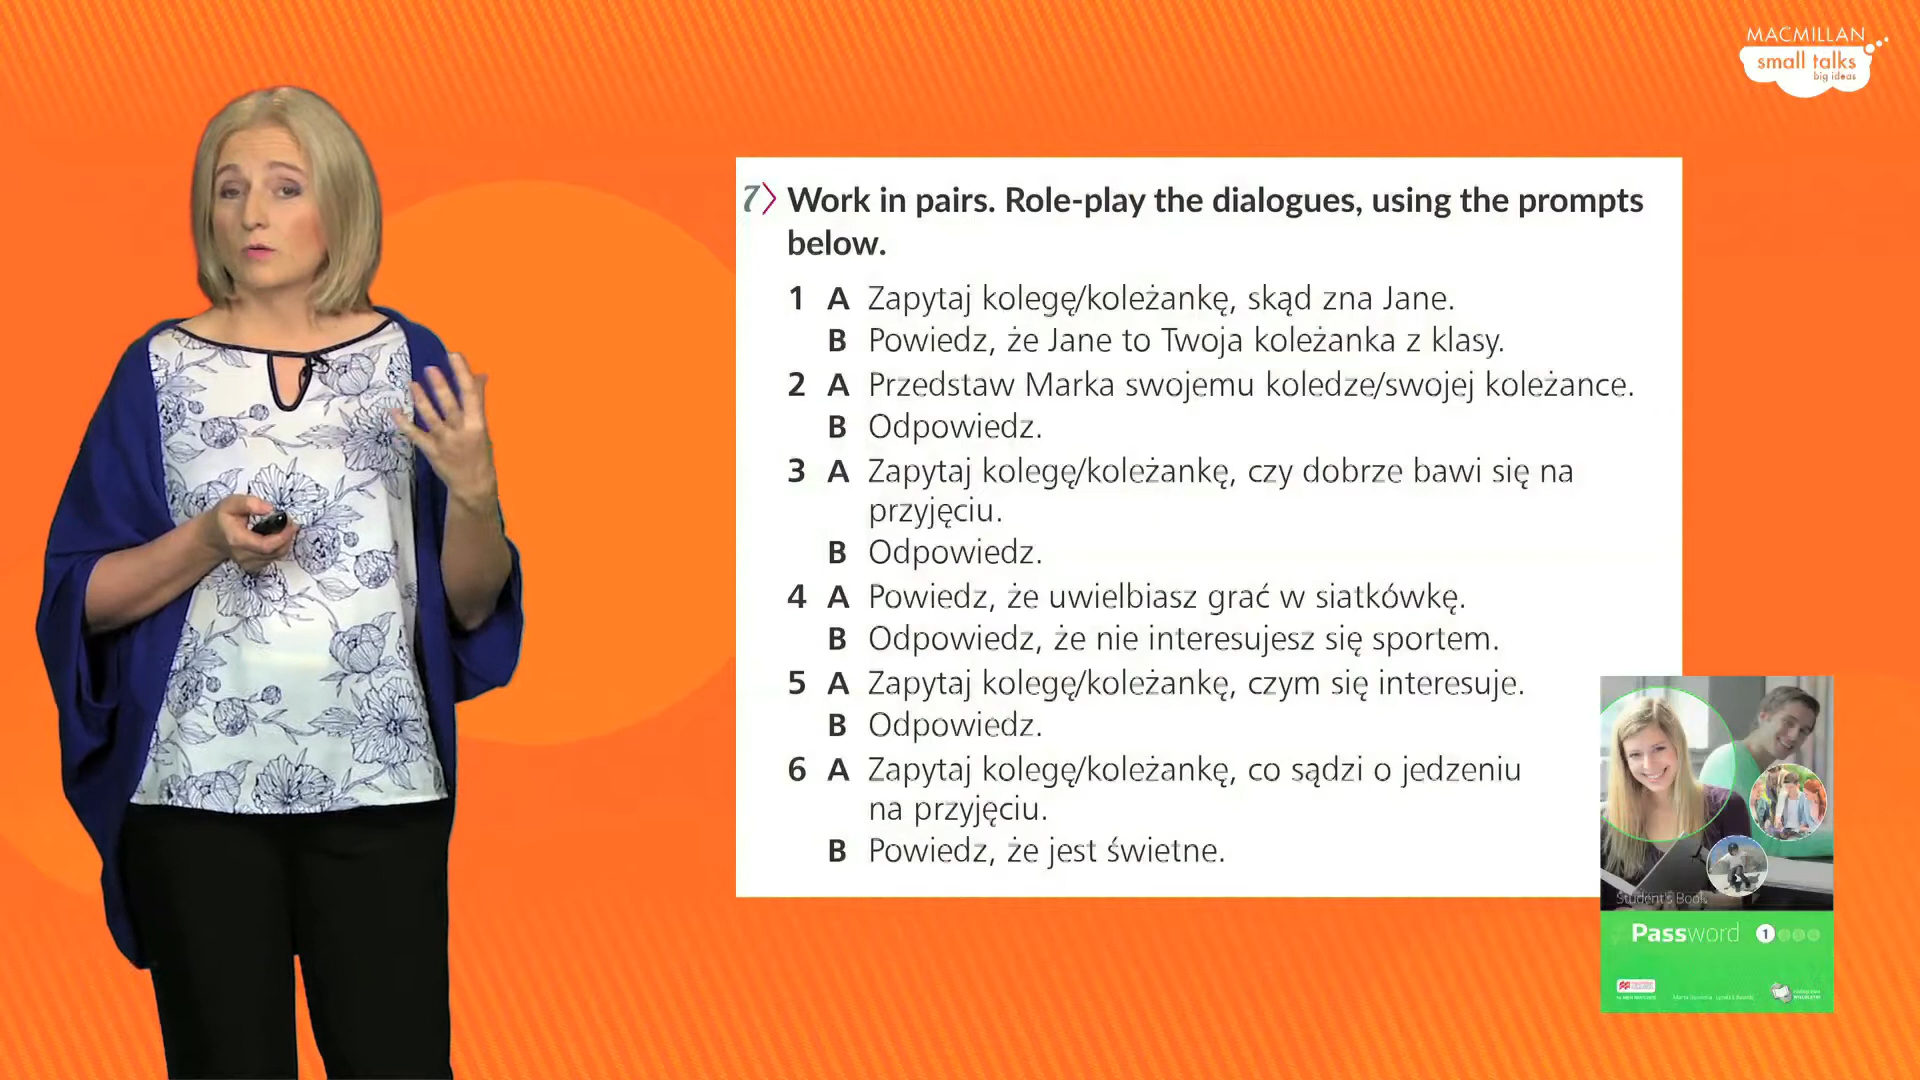 MACMILLAN
small talks
big ideas
7 Work in pairs. Role-play the dialogues, using the prompts
below.
1 A Zapytaj kolegę/koleżankę, skąd zna Jane.
B Powiedz, że Jane to Twoja koleżanka z klasy.
2 A Przedstaw Marka swojemu koledze/swojej koleżance.
B Odpowiedz.
3 A Zapytaj kolegę/koleżankę, czy dobrze bawi się na
przyjęciu.
B Odpowiedz.
4 A Powiedz, że uwielbiasz grać w siatkówkę.
B Odpowiedz, że nie interesujesz się sportem.
5 A Zapytaj kolegę/koleżankę, czym się interesuje.
B Odpowiedz.
6 A Zapytaj kolegę/koleżankę, co sądzi o jedzeniu
na przyjęciu.
B Powiedz, że jest świetne.
Student's Book
Password 1